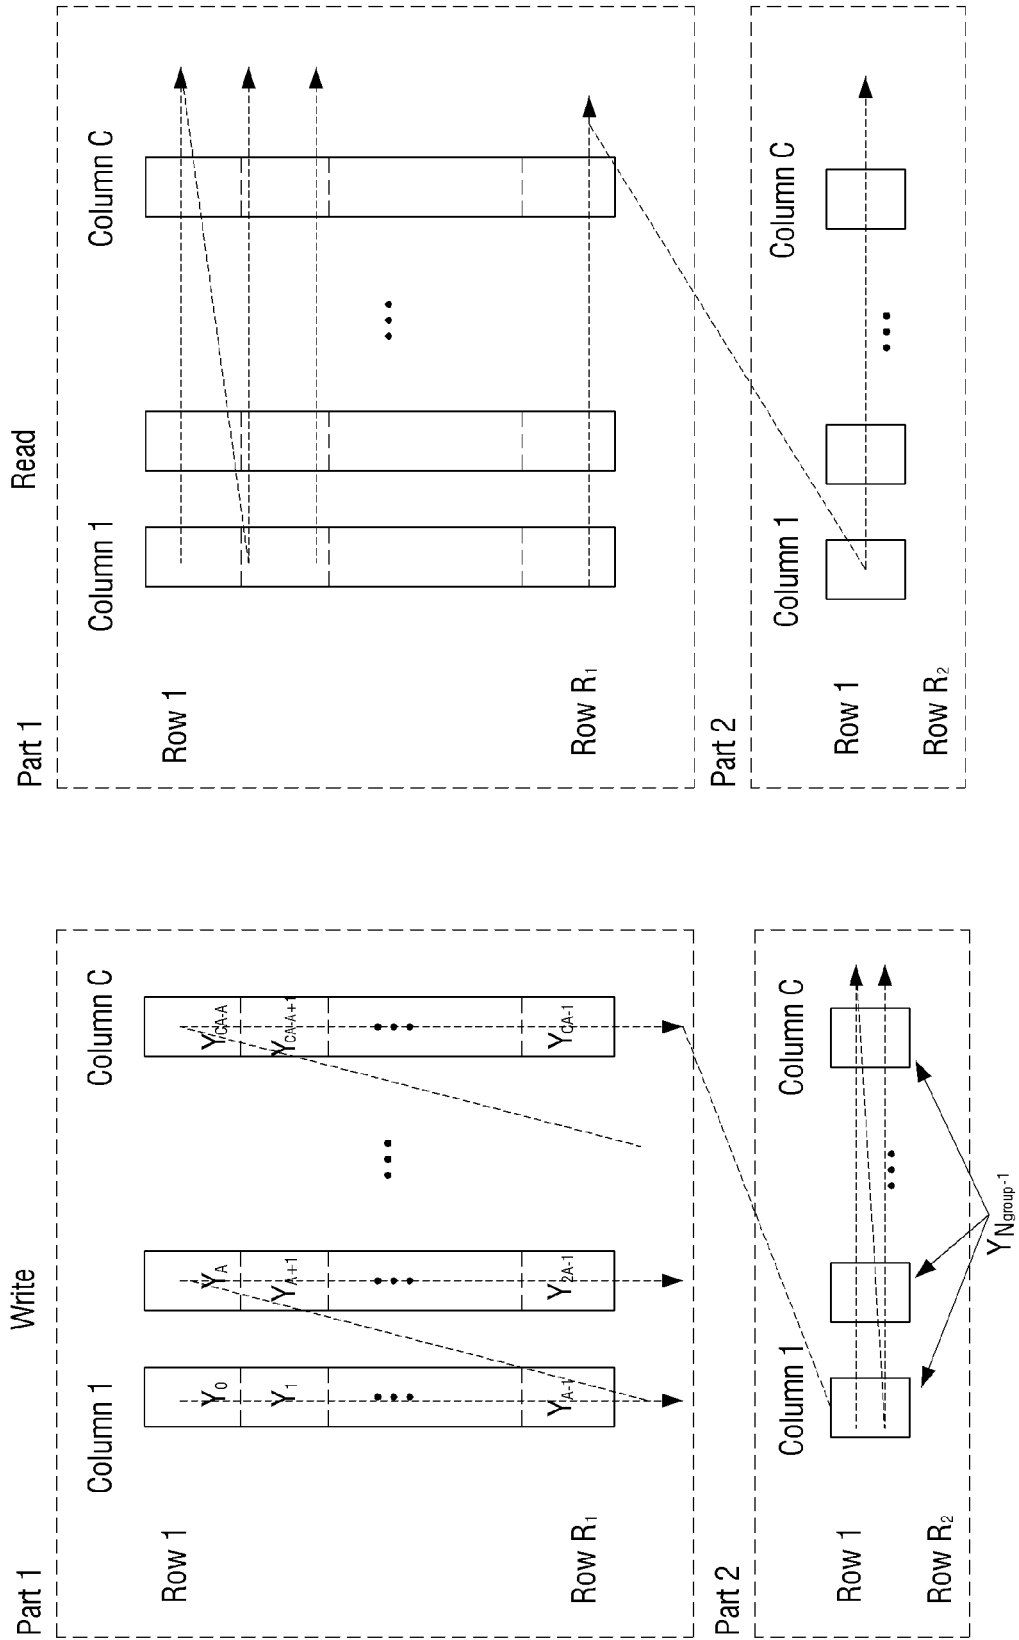 Write
Part 1
Column 1
Column C
Row 1
Y0
YA
YCA-A
Y1
YA+1
YCA-A+1
Row R1
YA-1
Y2A-1
YCA-1
Part 2
Column 1
Column C
Row 1
Row R2
YNgroup-1
Read
Part 1
Column 1
Column C
Row 1
Row R1
Part 2
Column 1
Column C
Row 1
Row R2